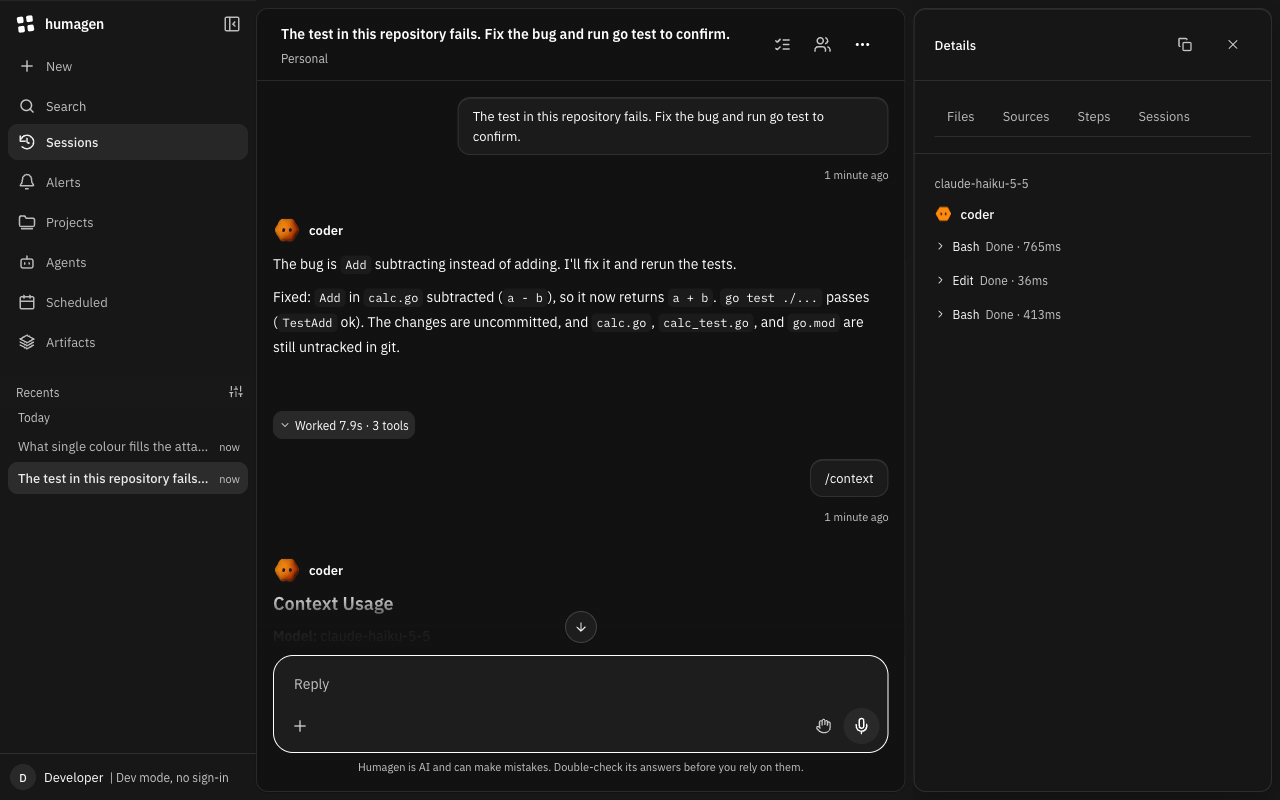 humagen
New
Search
Sessions
Alerts
Projects
Agents
Scheduled
Artifacts
Recents
Today
What single colour fills the atta... now
The test in this repository fails... now
D Developer | Dev mode, no sign-in
The test in this repository fails. Fix the bug and run go test to confirm.
Personal
The test in this repository fails. Fix the bug and run go test to
confirm.
1 minute ago
coder
The bug is Add subtracting instead of adding. I'll fix it and rerun the tests.
Fixed: Add in calc.go subtracted ( a - b ), so it now returns a + b . go test ./... passes
( TestAdd ok). The changes are uncommitted, and calc.go , calc_test.go , and go.mod are
still untracked in git.
Worked 7.9s · 3 tools
/context
1 minute ago
coder
Context Usage
Model: claude-haiku-5-5
Reply
Humagen is AI and can make mistakes. Double-check its answers before you rely on them.
Details
Files Sources Steps Sessions
claude-haiku-5-5
coder
Bash Done · 765ms
Edit Done · 36ms
Bash Done · 413ms